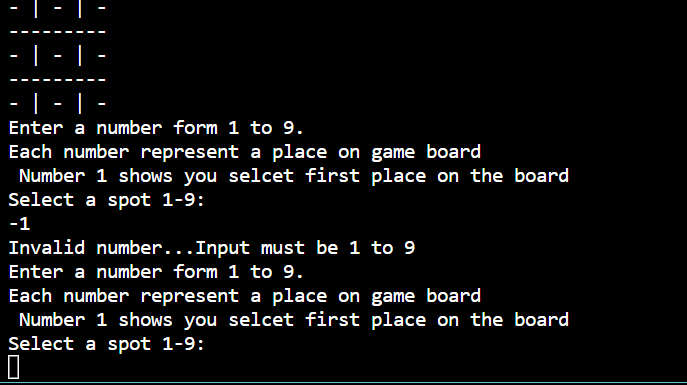 - | - | -
---------
- | - | -
---------
- | - | -
Enter a number form 1 to 9.
Each number represent a place on game board
 Number 1 shows you selcet first place on the board
Select a spot 1-9:
-1
Invalid number...Input must be 1 to 9
Enter a number form 1 to 9.
Each number represent a place on game board
 Number 1 shows you selcet first place on the board
Select a spot 1-9: